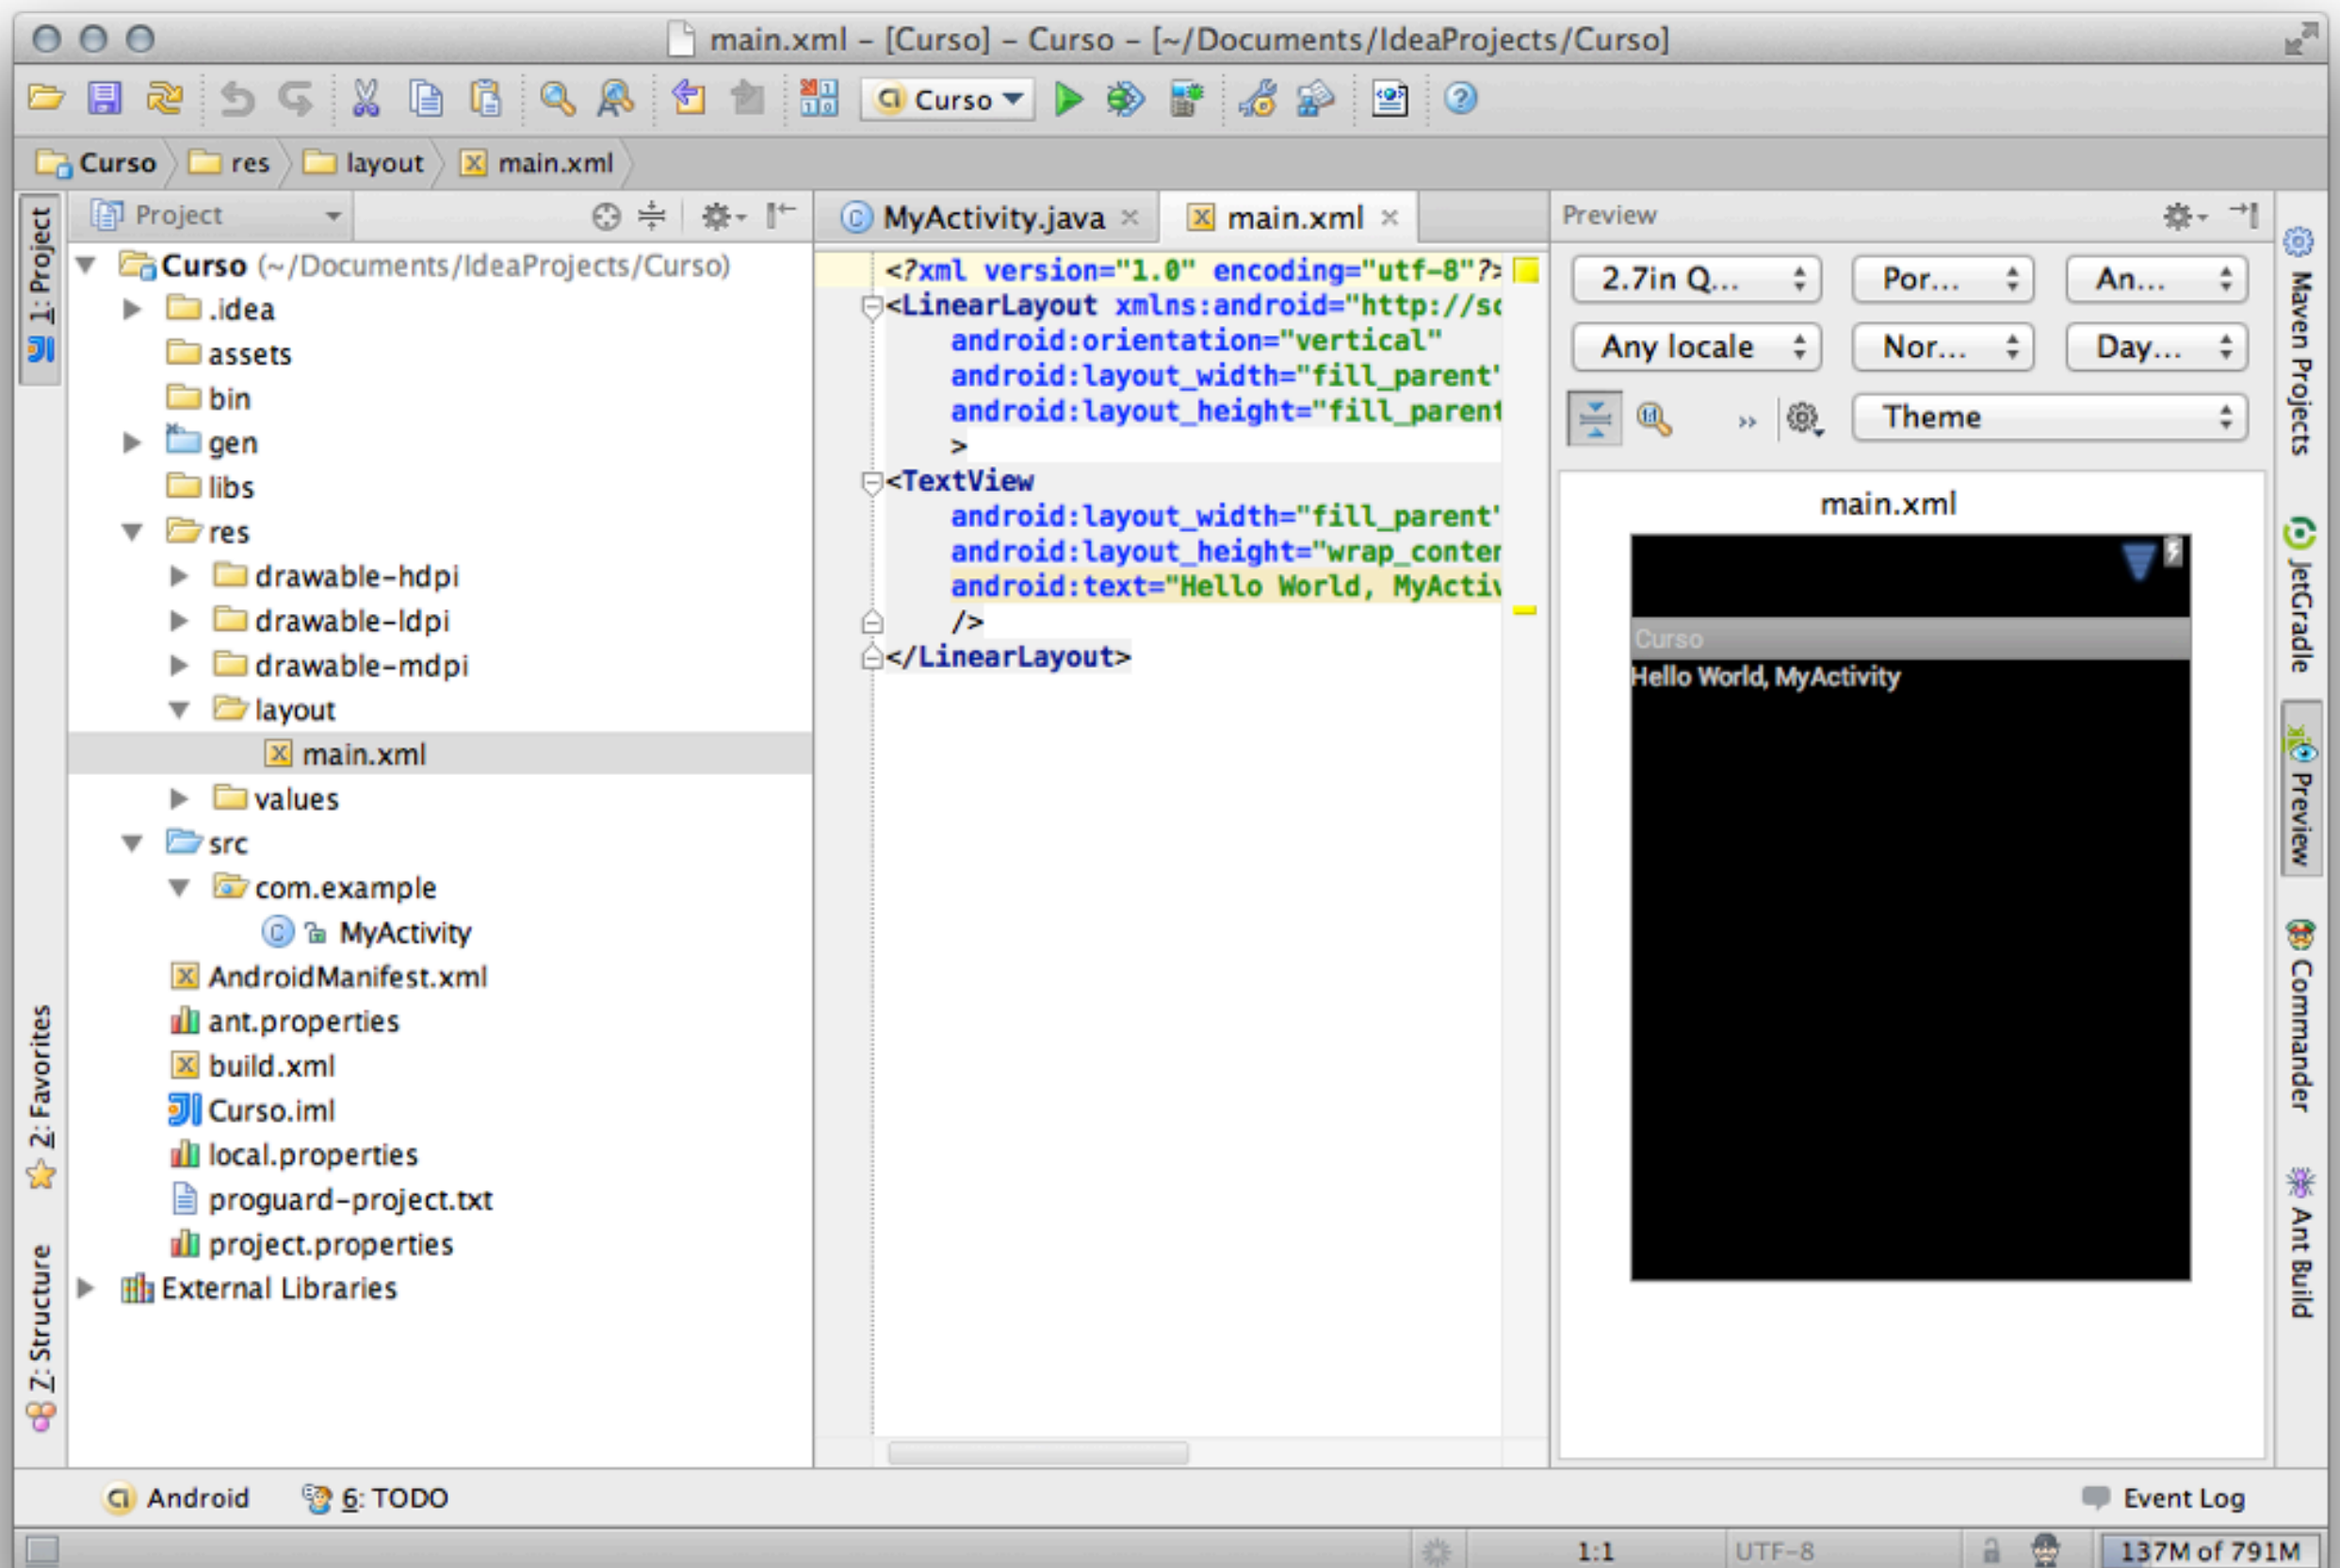 main.xml – [Curso] – Curso – [~/Documents/IdeaProjects/Curso]
Curso
Curso res layout main.xml
1: Project
2: Favorites
7: Structure
Project
Curso (~/Documents/IdeaProjects/Curso)
.idea
assets
bin
gen
libs
res
drawable-hdpi
drawable-ldpi
drawable-mdpi
layout
main.xml
values
src
com.example
MyActivity
AndroidManifest.xml
ant.properties
build.xml
Curso.iml
local.properties
proguard-project.txt
project.properties
External Libraries
MyActivity.java main.xml
<?xml version="1.0" encoding="utf-8"?>
<LinearLayout xmlns:android="http://sc
android:orientation="vertical"
android:layout_width="fill_parent"
android:layout_height="fill_parent
>
<TextView
android:layout_width="fill_parent"
android:layout_height="wrap_conter
android:text="Hello World, MyActiv
/>
</LinearLayout>
Preview
2.7in Q... Por... An...
Any locale Nor... Day...
» Theme
main.xml
Curso
Hello World, MyActivity
Maven Projects
JetGradle
Preview
Commander
Ant Build
Android 6: TODO Event Log
1:1 UTF-8 137M of 791M